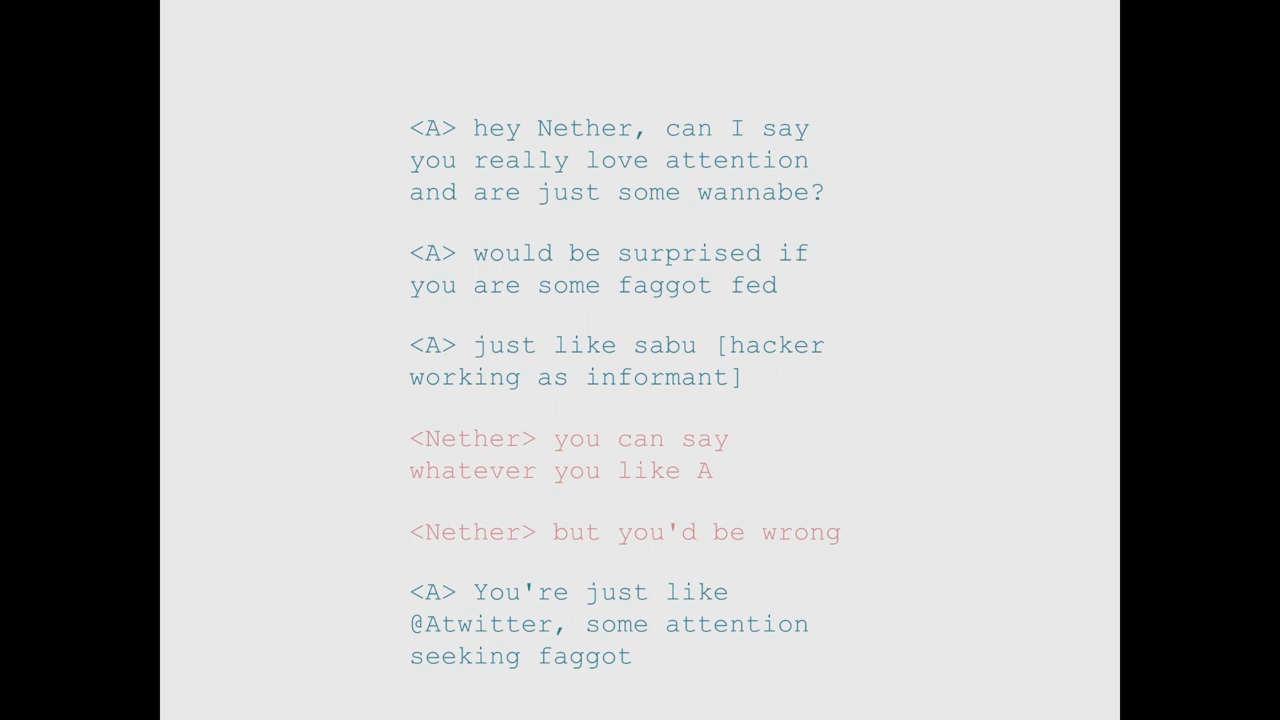 <A> hey Nether, can I say
you really love attention
and are just some wannabe?
<A> would be surprised if
you are some faggot fed
<A> just like sabu [hacker
working as informant]
<Nether> you can say
whatever you like A
<Nether> but you'd be wrong
<A> You're just like
@Atwitter, some attention
seeking faggot